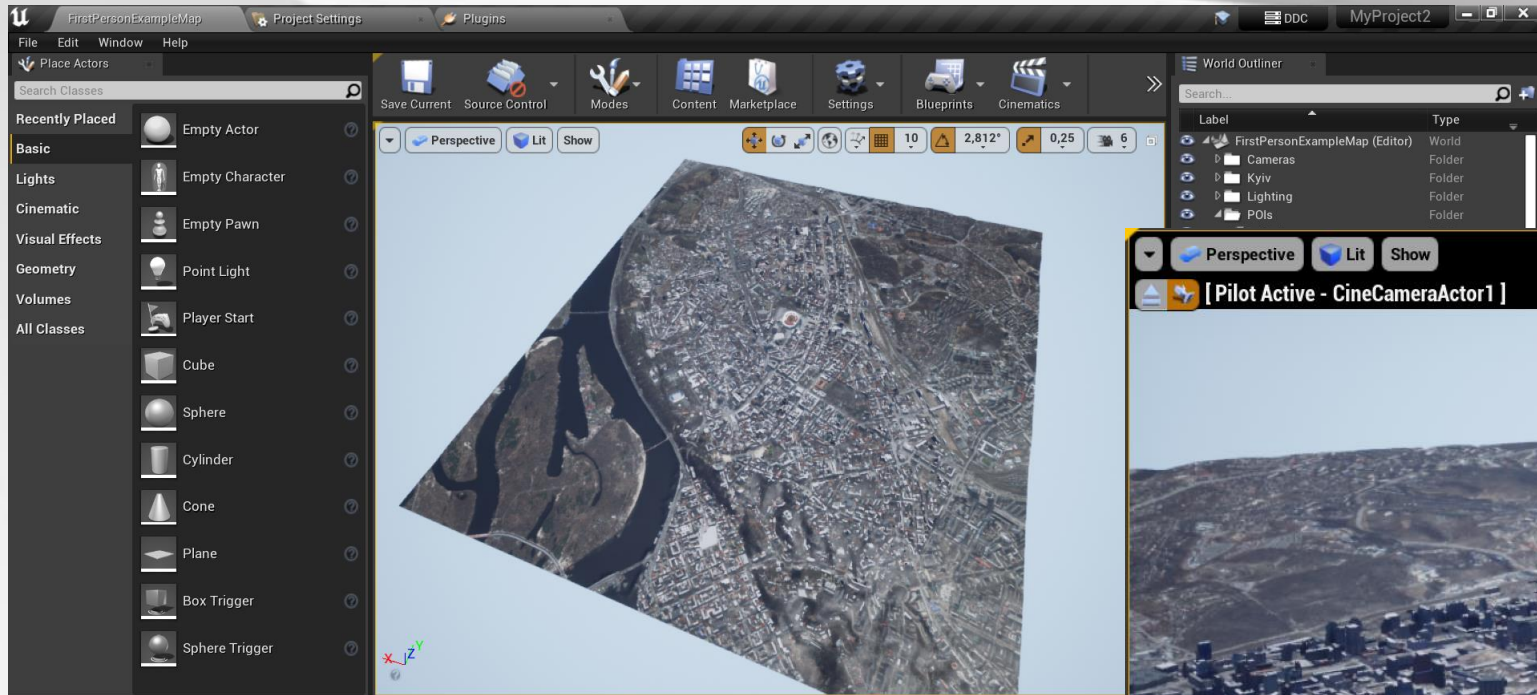 FirstPersonExampleMap
Project Settings
Plugins
DDC
MyProject2
File Edit Window Help
Place Actors
Search Classes
Recently Placed
Basic
Lights
Cinematic
Visual Effects
Geometry
Volumes
All Classes
Empty Actor
Empty Character
Empty Pawn
Point Light
Player Start
Cube
Sphere
Cylinder
Cone
Plane
Box Trigger
Sphere Trigger
Save Current
Source Control
Modes
Content
Marketplace
Settings
Blueprints
Cinematics
Perspective
Lit
Show
10
2,812°
0,25
6
X Z Y
World Outliner
Search...
Label Type
FirstPersonExampleMap (Editor) World
Cameras Folder
Kyiv Folder
Lighting Folder
POIs Folder
Perspective
Lit
Show
[ Pilot Active - CineCameraActor1 ]